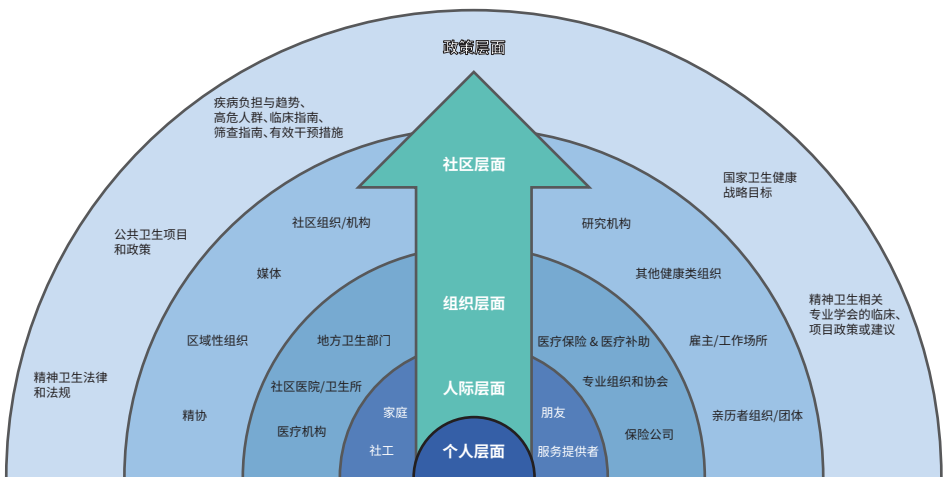 政策层面
疾病负担与趋势、
高危人群、临床指南、
筛查指南、有效干预措施
社区层面
国家卫生健康
战略目标
社区组织/机构
研究机构
公共卫生项目
和政策
媒体
其他健康类组织
组织层面
精神卫生相关
专业学会的临床、
项目政策或建议
区域性组织
地方卫生部门
医疗保险 & 医疗补助
雇主/工作场所
精神卫生法律
和法规
社区医院/卫生所
人际层面
专业组织和协会
精协
家庭
朋友
亲历者组织/团体
医疗机构
保险公司
社工
个人层面
服务提供者